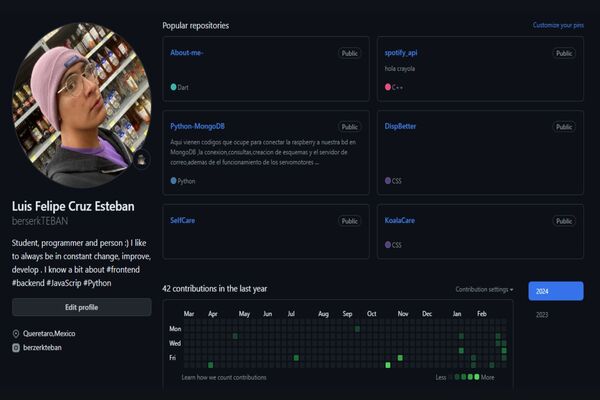 Popular repositories
Customize your pins
About-me-
Public
Dart
spotify_api
Public
hola crayola
C++
Python-MongoDB
Public
Aqui vienen codigos que ocupe para conectar la raspberry a nuestra bd en
MongoDB ,la conexion,consultas,creacion de esquemas y el servidor de
correo,ademas de el funcionamiento de los servomotores ...
Python
DispBetter
Public
CSS
SelfCare
Public
KoalaCare
Public
CSS
Luis Felipe Cruz Esteban
berserkTEBAN
Student, programmer and person :) I like
to always be in constant change, improve,
develop . I know a bit about #frontend
#backend #JavaScrip #Python
Edit profile
Queretaro,Mexico
berzerkteban
42 contributions in the last year
Contribution settings
2024
2023
Mar Apr May Jun Jul Aug Sep Oct Nov Dec Jan Feb
Mon
Wed
Fri
Learn how we count contributions
Less
More